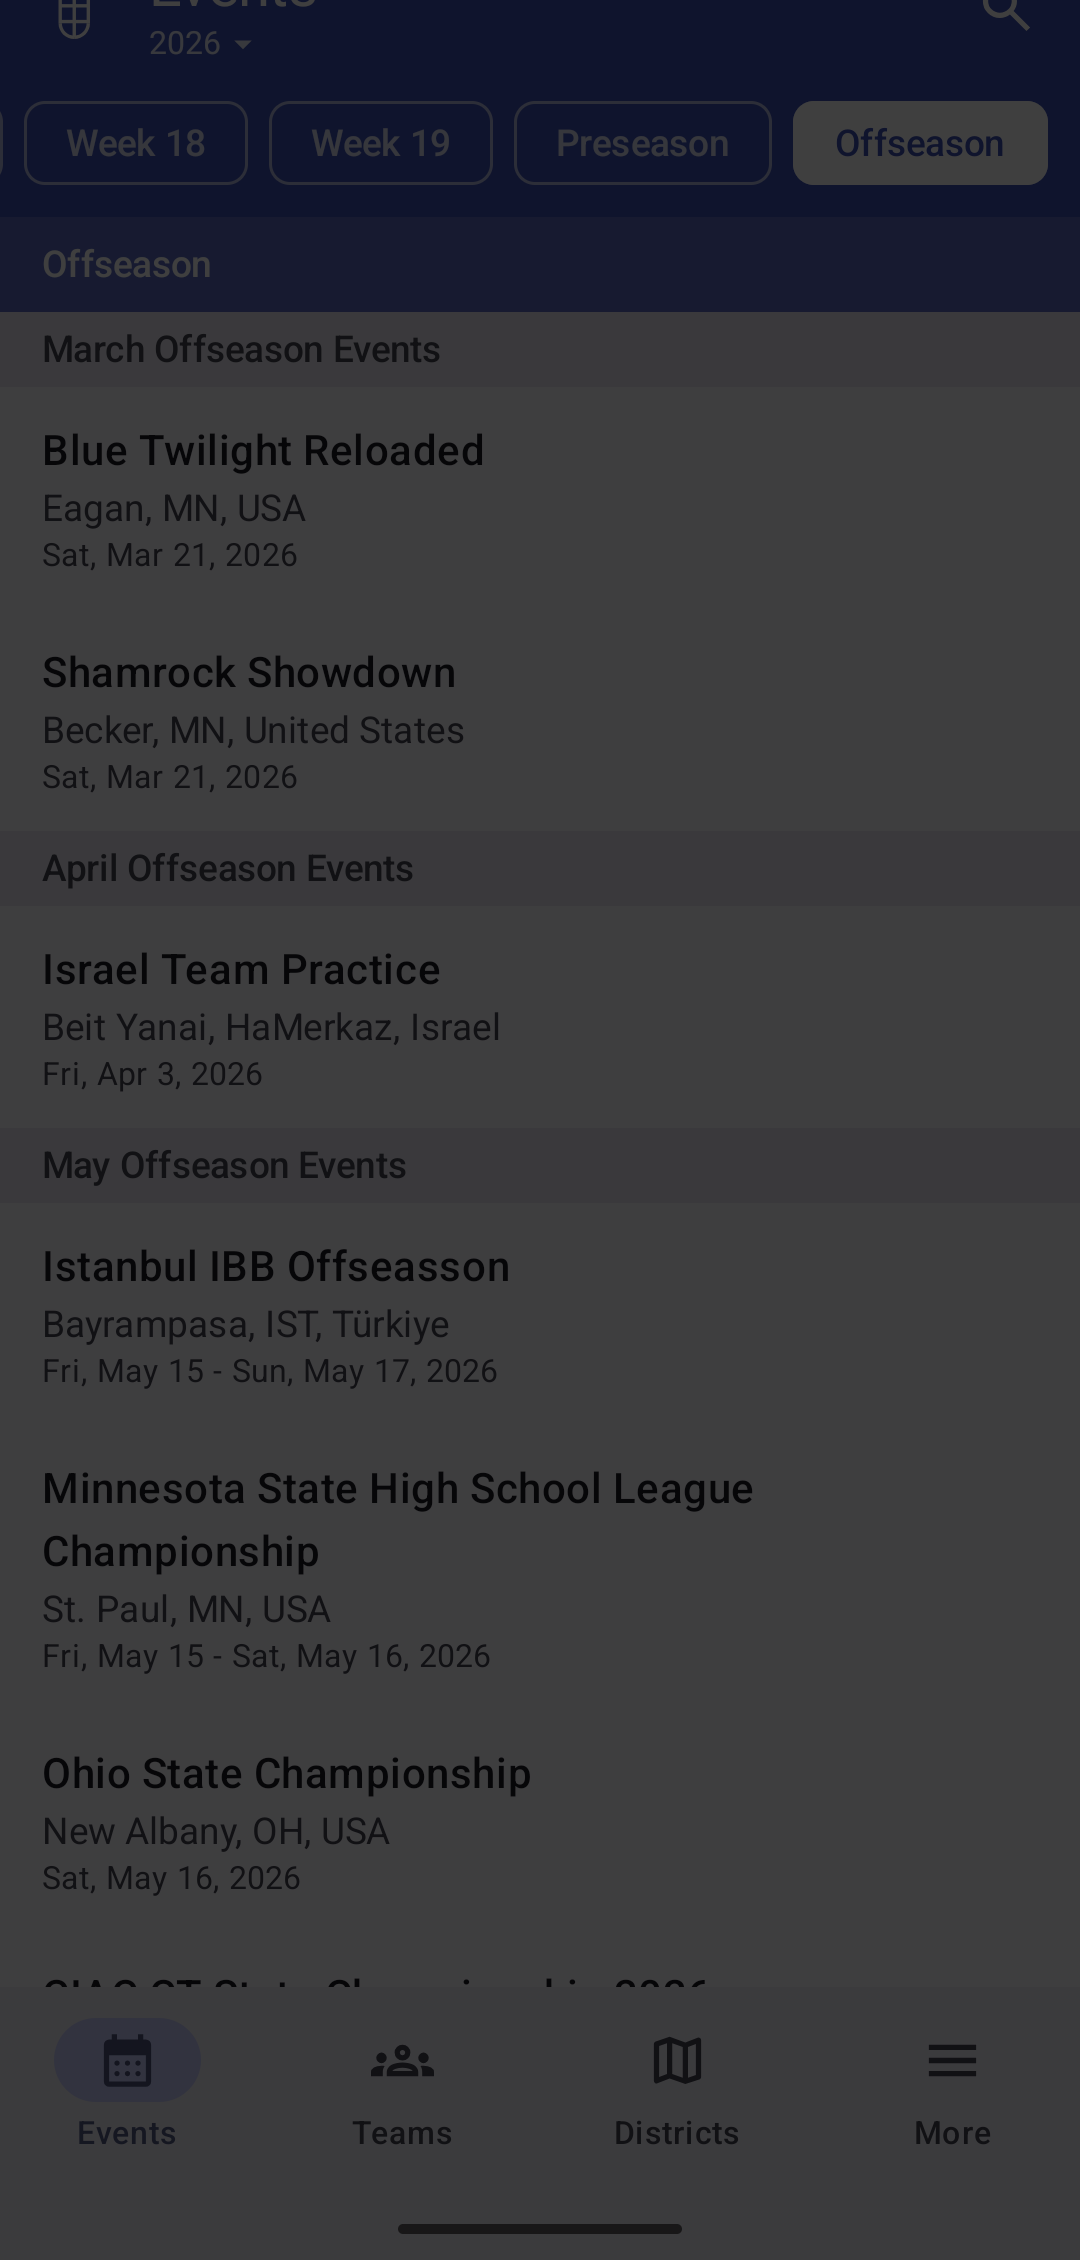 Events
2026
Week 18
Week 19
Preseason
Offseason
Offseason
March Offseason Events
Blue Twilight Reloaded
Eagan, MN, USA
Sat, Mar 21, 2026
Shamrock Showdown
Becker, MN, United States
Sat, Mar 21, 2026
April Offseason Events
Israel Team Practice
Beit Yanai, HaMerkaz, Israel
Fri, Apr 3, 2026
May Offseason Events
Istanbul IBB Offseasson
Bayrampasa, IST, Türkiye
Fri, May 15 - Sun, May 17, 2026
Minnesota State High School League
Championship
St. Paul, MN, USA
Fri, May 15 - Sat, May 16, 2026
Ohio State Championship
New Albany, OH, USA
Sat, May 16, 2026
State Championship 2026
Events
Teams
Districts
More